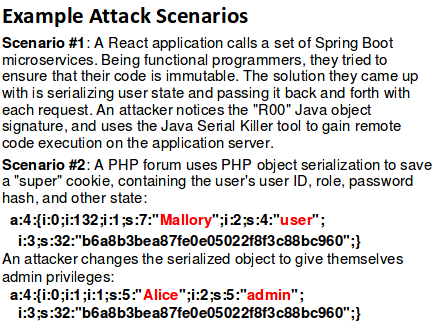 Example Attack Scenarios
Scenario #1: A React application calls a set of Spring Boot
microservices. Being functional programmers, they tried to
ensure that their code is immutable. The solution they came up
with is serializing user state and passing it back and forth with
each request. An attacker notices the "R00" Java object
signature, and uses the Java Serial Killer tool to gain remote
code execution on the application server.
Scenario #2: A PHP forum uses PHP object serialization to save
a "super" cookie, containing the user's user ID, role, password
hash, and other state:
a:4:{i:0;i:132;i:1;s:7:"Mallory";i:2;s:4:"user";
i:3;s:32:"b6a8b3bea87fe0e05022f8f3c88bc960";}
An attacker changes the serialized object to give themselves
admin privileges:
a:4:{i:0;i:1;i:1;s:5:"Alice";i:2;s:5:"admin";
i:3;s:32:"b6a8b3bea87fe0e05022f8f3c88bc960";}